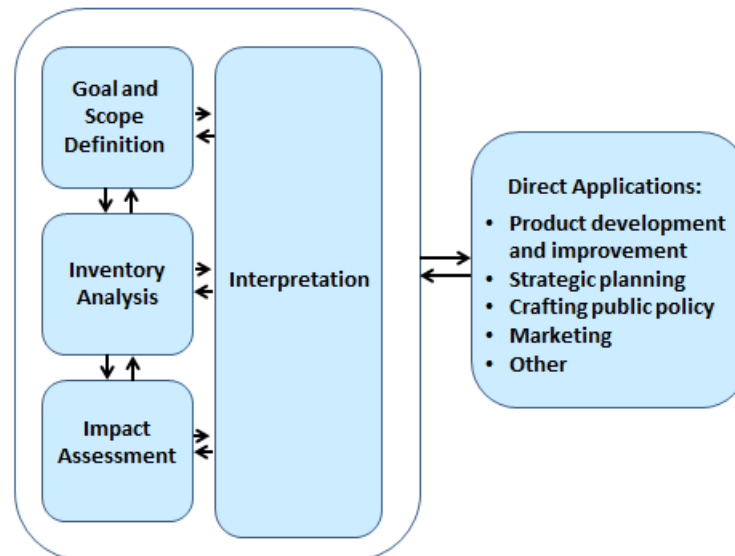 Goal and
Scope
Definition
Inventory
Analysis
Impact
Assessment
Interpretation
Direct Applications:
• Product development
and improvement
• Strategic planning
• Crafting public policy
• Marketing
• Other